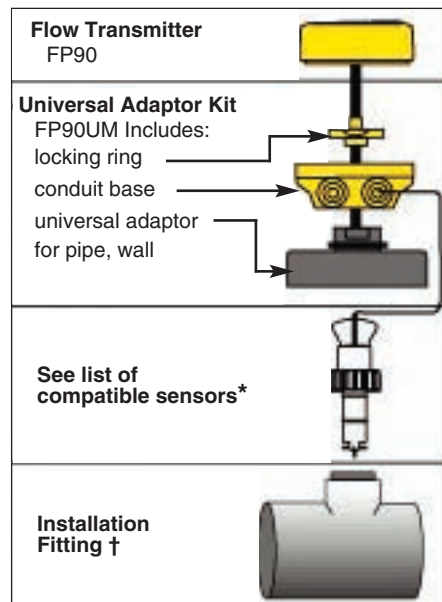 Flow Transmitter
FP90
Universal Adaptor Kit
FP90UM Includes:
locking ring
conduit base
universal adaptor
for pipe, wall
See list of
compatible sensors*
Installation
Fitting †